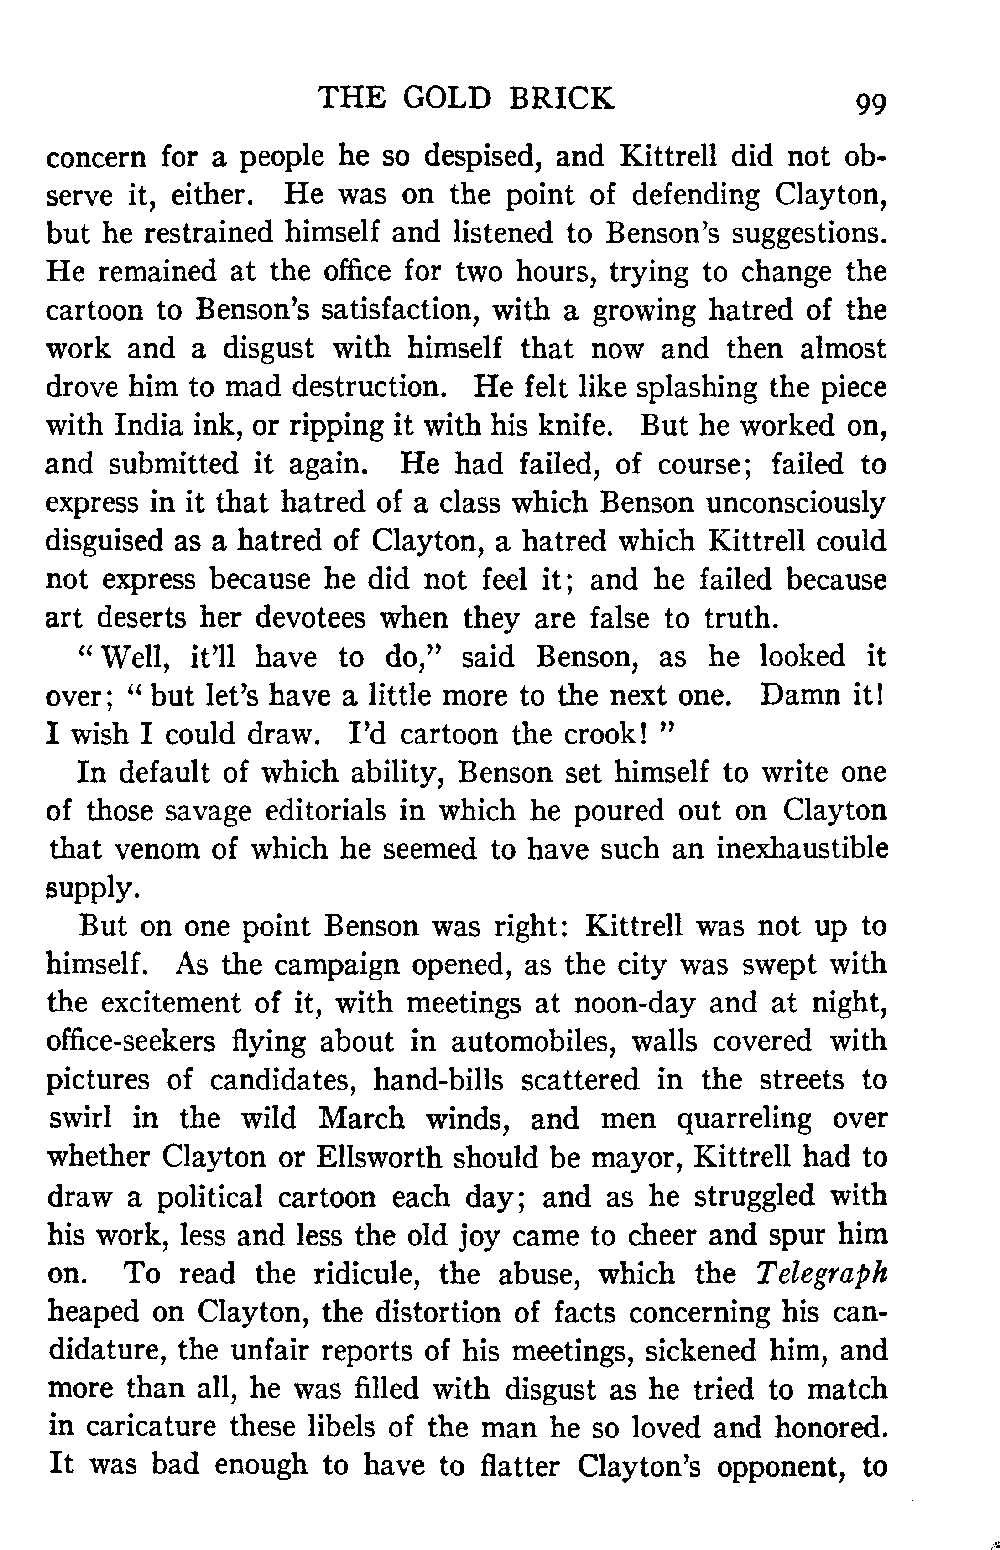 THE GOLD BRICK 99
concern for a people he so despised, and Kittrell did not ob-
serve it, either. He was on the point of defending Clayton,
but he restrained himself and listened to Benson's suggestions.
He remained at the office for two hours, trying to change the
cartoon to Benson's satisfaction, with a growing hatred of the
work and a disgust with himself that now and then almost
drove him to mad destruction. He felt like splashing the piece
with India ink, or ripping it with his knife. But he worked on,
and submitted it again. He had failed, of course; failed to
express in it that hatred of a class which Benson unconsciously
disguised as a hatred of Clayton, a hatred which Kittrell could
not express because he did not feel it; and he failed because
art deserts her devotees when they are false to truth.
“ Well, it'll have to do,” said Benson, as he looked it
over; “ but let's have a little more to the next one. Damn it!
I wish I could draw. I'd cartoon the crook! ”
In default of which ability, Benson set himself to write one
of those savage editorials in which he poured out on Clayton
that venom of which he seemed to have such an inexhaustible
supply.
But on one point Benson was right: Kittrell was not up to
himself. As the campaign opened, as the city was swept with
the excitement of it, with meetings at noon-day and at night,
office-seekers flying about in automobiles, walls covered with
pictures of candidates, hand-bills scattered in the streets to
swirl in the wild March winds, and men quarreling over
whether Clayton or Ellsworth should be mayor, Kittrell had to
draw a political cartoon each day; and as he struggled with
his work, less and less the old joy came to cheer and spur him
on. To read the ridicule, the abuse, which the Telegraph
heaped on Clayton, the distortion of facts concerning his can-
didature, the unfair reports of his meetings, sickened him, and
more than all, he was filled with disgust as he tried to match
in caricature these libels of the man he so loved and honored.
It was bad enough to have to flatter Clayton's opponent, to